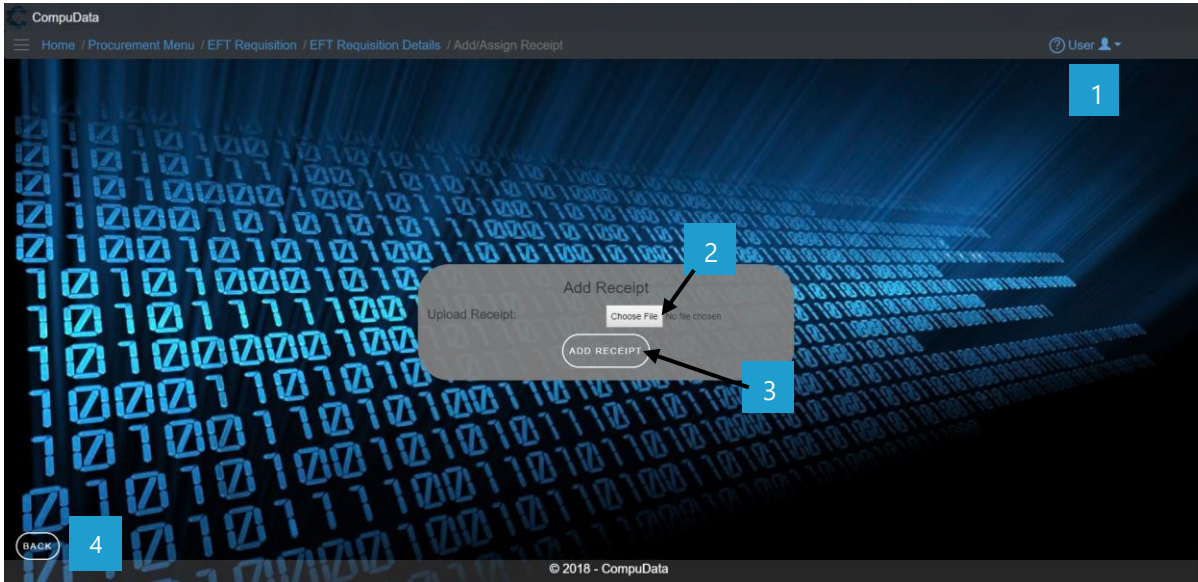 CompuData
Home / Procurement Menu / EFT Requisition / EFT Requisition Details / Add/Assign Receipt
? User
1
2
Add Receipt
Upload Receipt: Choose File No file chosen
ADD RECEIPT
3
BACK
4
© 2018 - CompuData